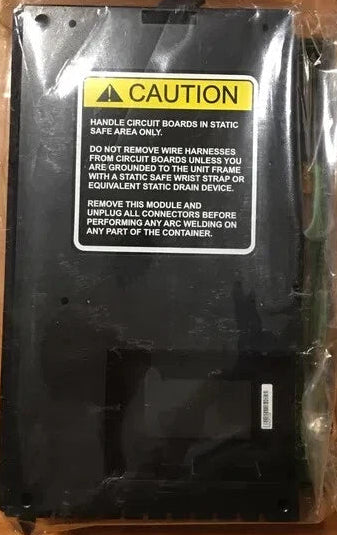 CAUTION
HANDLE CIRCUIT BOARDS IN STATIC
SAFE AREA ONLY.
DO NOT REMOVE WIRE HARNESSES
FROM CIRCUIT BOARDS UNLESS YOU
ARE GROUNDED TO THE UNIT FRAME
WITH A STATIC SAFE WRIST STRAP OR
EQUIVALENT STATIC DRAIN DEVICE.
REMOVE THIS MODULE AND
UNPLUG ALL CONNECTORS BEFORE
PERFORMING ANY ARC WELDING ON
ANY PART OF THE CONTAINER.